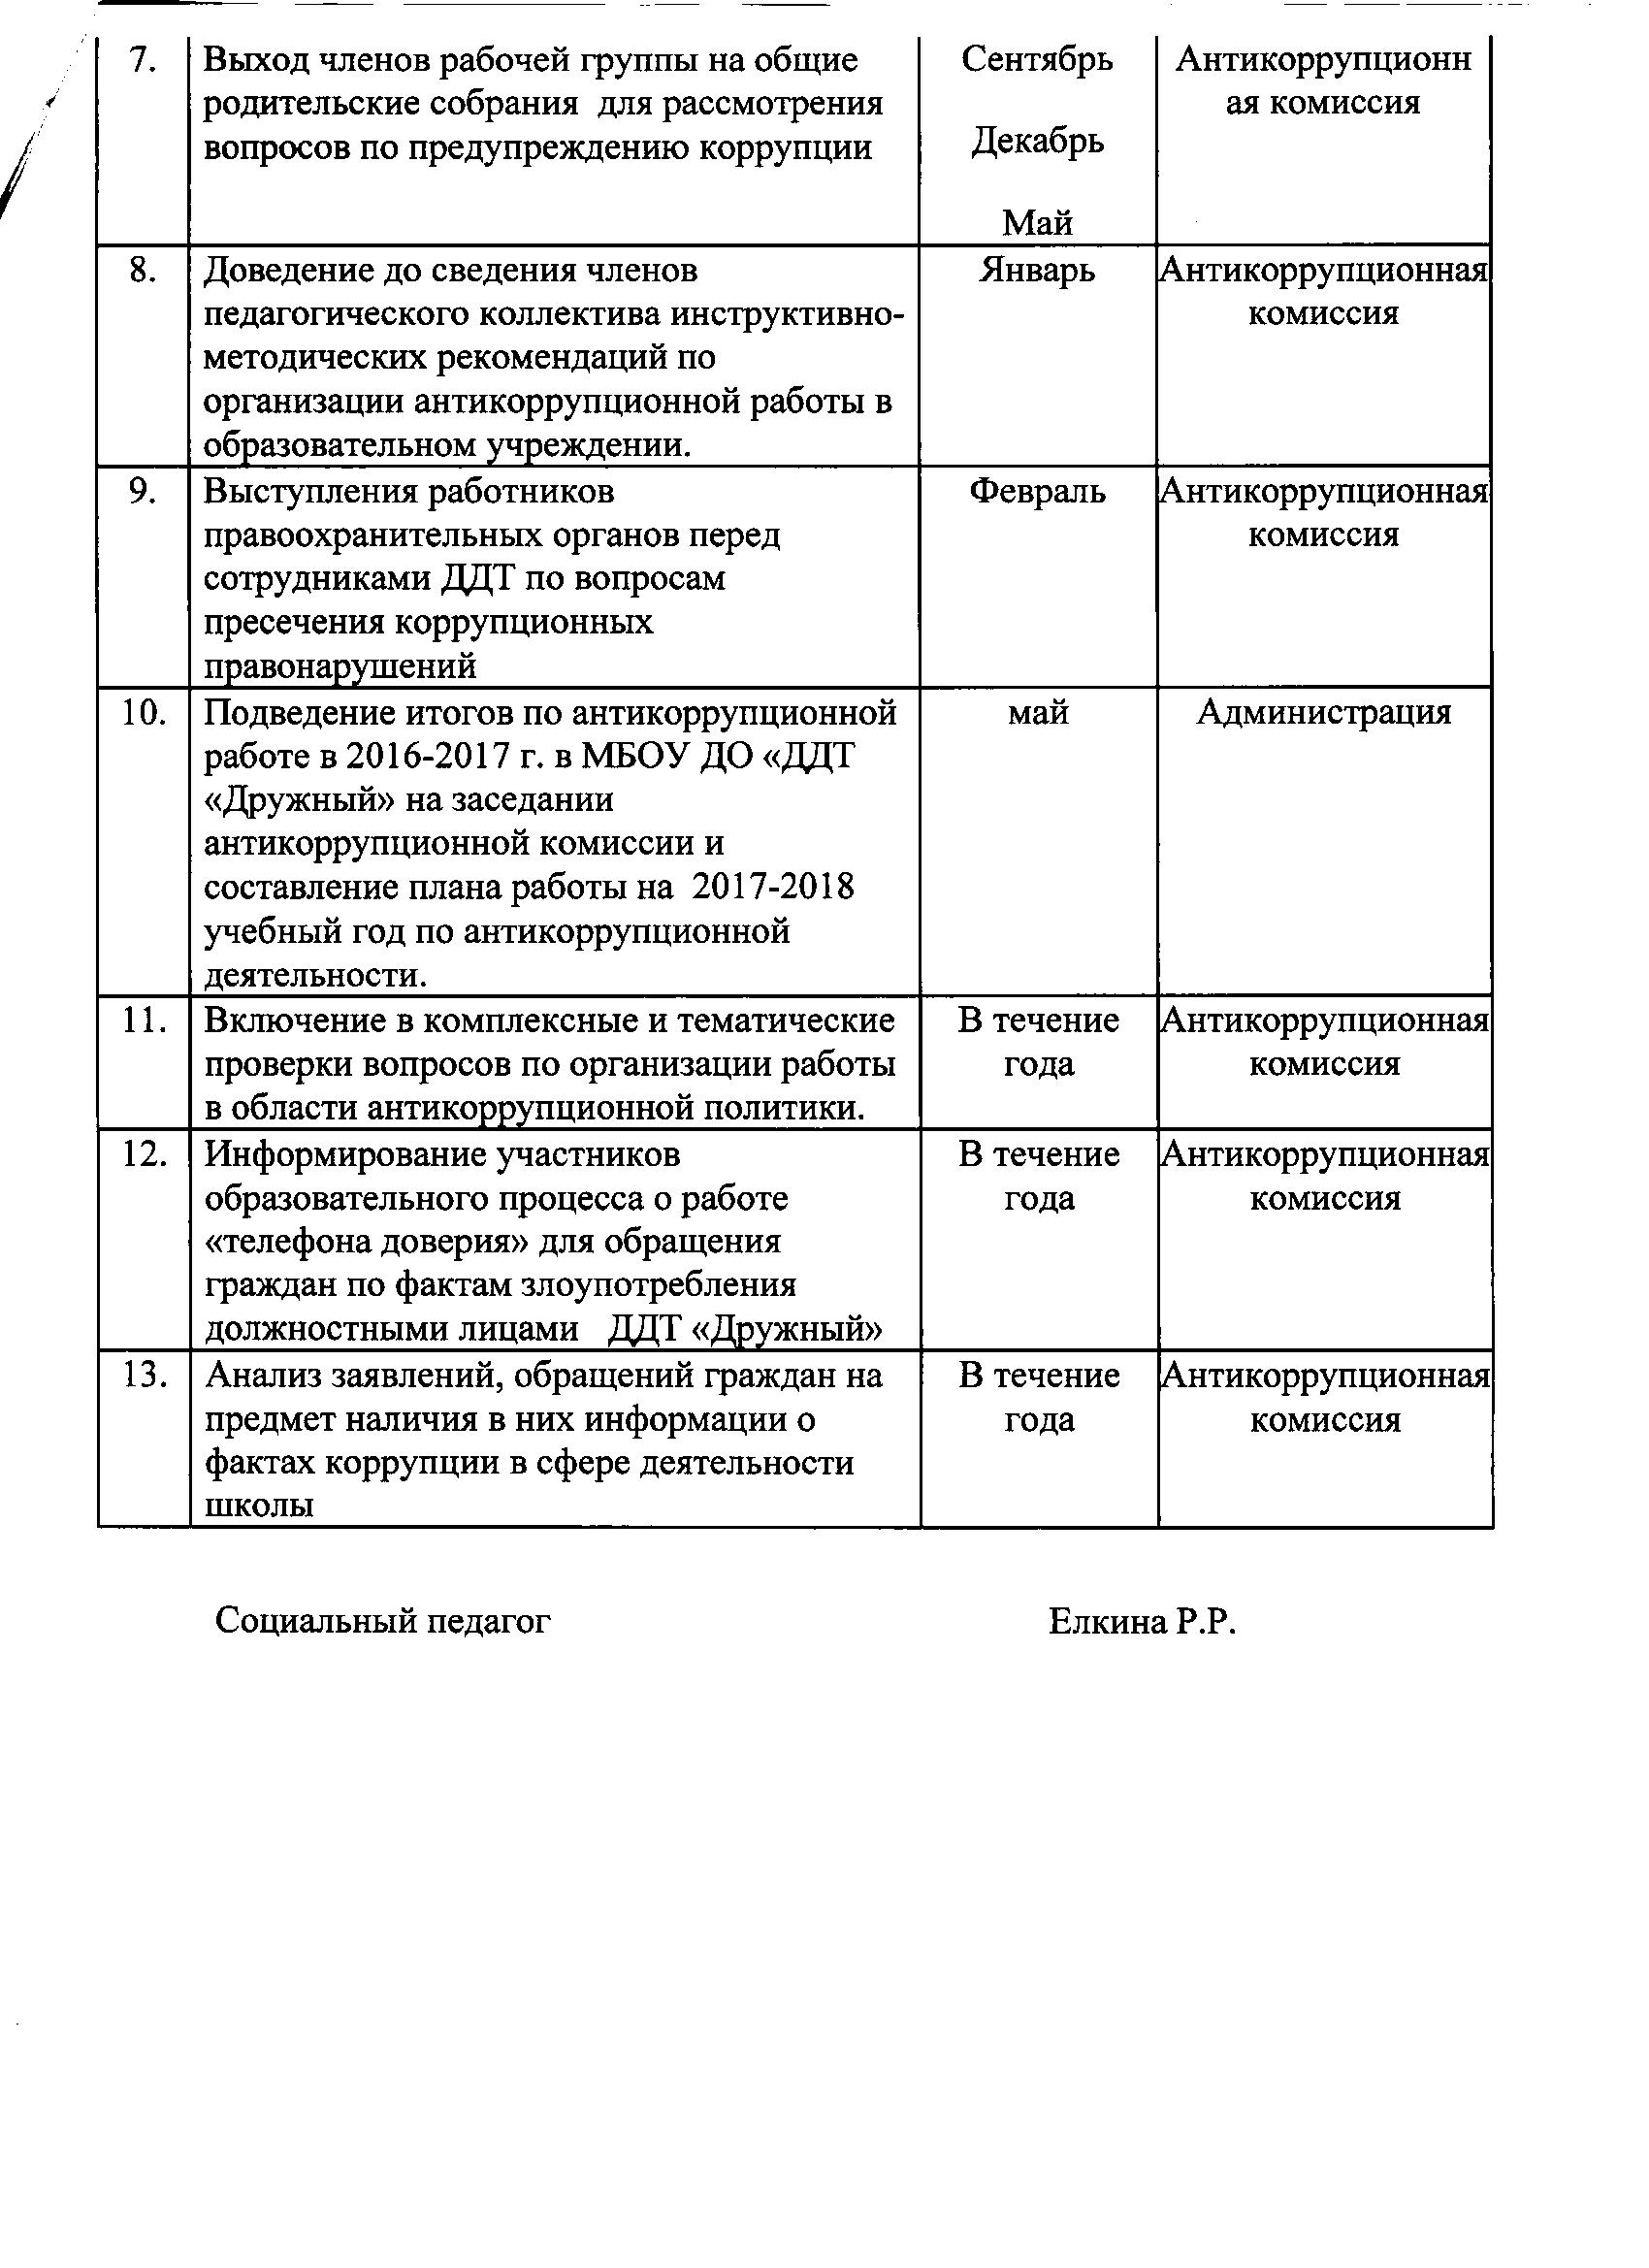 7.
Выход членов рабочей группы на общие
родительские собрания  для рассмотрения
вопросов по предупреждению коррупции
Сентябрь
Декабрь
Май
Антикоррупционн
ая комиссия
8.
Доведение до сведения членов
педагогического коллектива инструктивно-
методических рекомендаций по
организации антикоррупционной работы в
образовательном учреждении.
Январь
Антикоррупционная
комиссия
9.
Выступления работников
правоохранительных органов перед
сотрудниками ДДТ по вопросам
пресечения коррупционных
правонарушений
Февраль
Антикоррупционная
комиссия
10.
Подведение итогов по антикоррупционной
работе в 2016-2017 г. в МБОУ ДО «ДДТ
«Дружный» на заседании
антикоррупционной комиссии и
составление плана работы на  2017-2018
учебный год по антикоррупционной
деятельности.
май
Администрация
11.
Включение в комплексные и тематические
проверки вопросов по организации работы
в области антикоррупционной политики.
В течение
года
Антикоррупционная
комиссия
12.
Информирование участников
образовательного процесса о работе
«телефона доверия» для обращения
граждан по фактам злоупотребления
должностными лицами   ДДТ «Дружный»
В течение
года
Антикоррупционная
комиссия
13.
Анализ заявлений, обращений граждан на
предмет наличия в них информации о
фактах коррупции в сфере деятельности
школы
В течение
года
Антикоррупционная
комиссия
Социальный педагог
Елкина Р.Р.